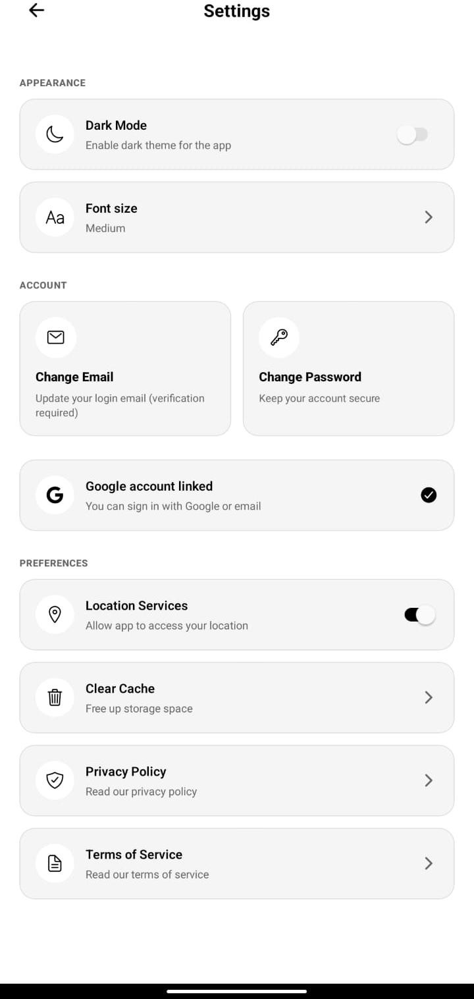 Settings
APPEARANCE
Dark Mode
Enable dark theme for the app
Aa
Font size
Medium
ACCOUNT
Change Email
Update your login email (verification
required)
Change Password
Keep your account secure
G
Google account linked
You can sign in with Google or email
PREFERENCES
Location Services
Allow app to access your location
Clear Cache
Free up storage space
Privacy Policy
Read our privacy policy
Terms of Service
Read our terms of service